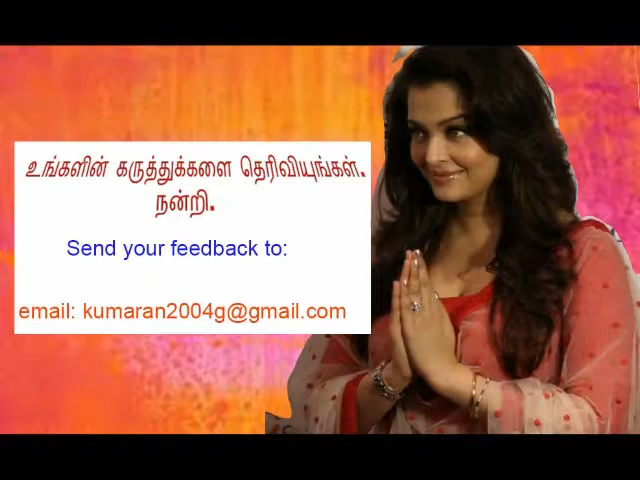 உங்களின் கருத்துக்களை தெரிவியுங்கள்.
நன்றி.
Send your feedback to:
email: kumaran2004g@gmail.com